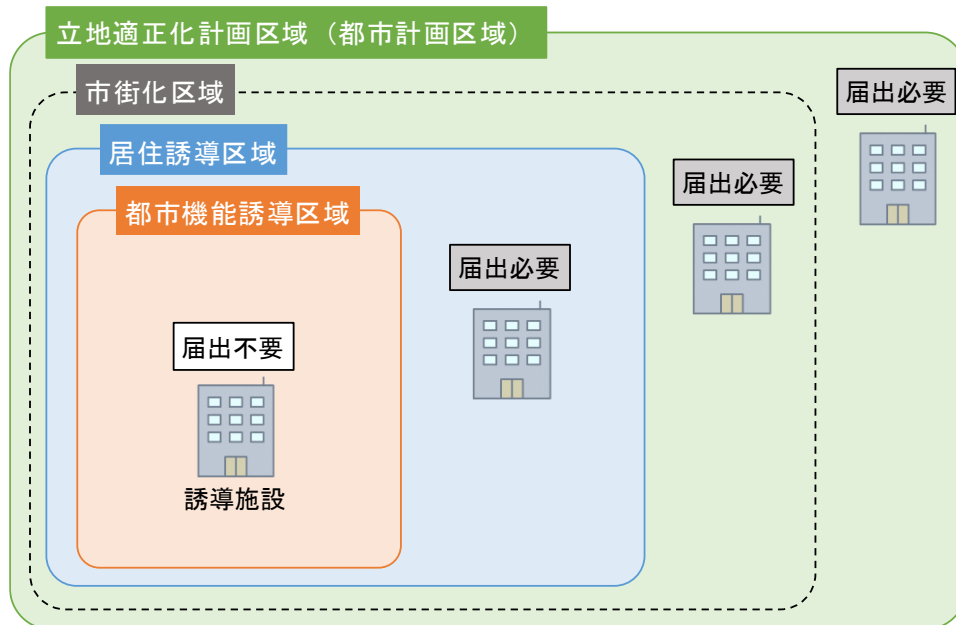 立地適正化計画区域（都市計画区域）
市街化区域
届出必要
居住誘導区域
届出必要
都市機能誘導区域
届出必要
届出不要
誘導施設